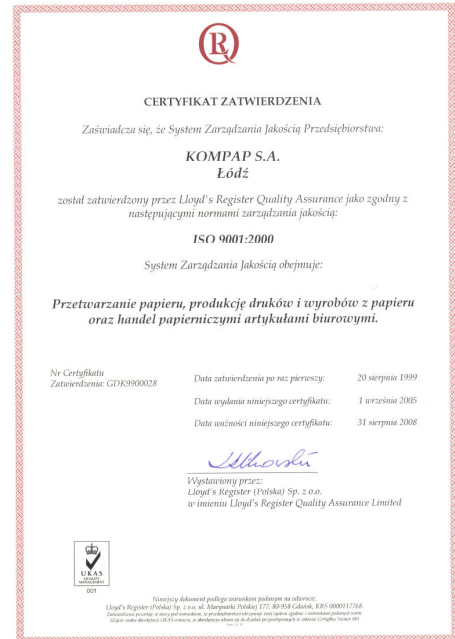 RQ
CERTYFIKAT ZATWIERDZENIA
Zaświadcza się, że System Zarządzania Jakością Przedsiębiorstwa:
KOMPAP S.A.
Łódź
został zatwierdzony przez Lloyd's Register Quality Assurance jako zgodny z
następującymi normami zarządzania jakością:
ISO 9001:2000
System Zarządzania Jakością obejmuje:
Przetwarzanie papieru, produkcję druków i wyrobów z papieru
oraz handel papierniczymi artykułami biurowymi.
Nr Certyfikatu
Zatwierdzenia: GDK9900028
Data zatwierdzenia po raz pierwszy: 20 sierpnia 1999
Data wydania niniejszego certyfikatu: 1 września 2005
Data ważności niniejszego certyfikatu: 31 sierpnia 2008
Wystawiony przez:
Lloyd's Register (Polska) Sp. z o.o.
w imieniu Lloyd's Register Quality Assurance Limited
UKAS
QUALITY
MANAGEMENT
001
Niniejszy dokument podlega warunkom podanym na odwrocie.
Lloyd's Register (Polska) Sp. z o.o, ul. Marynarki Polskiej 177, 80-958 Gdańsk, KRS 0000117768